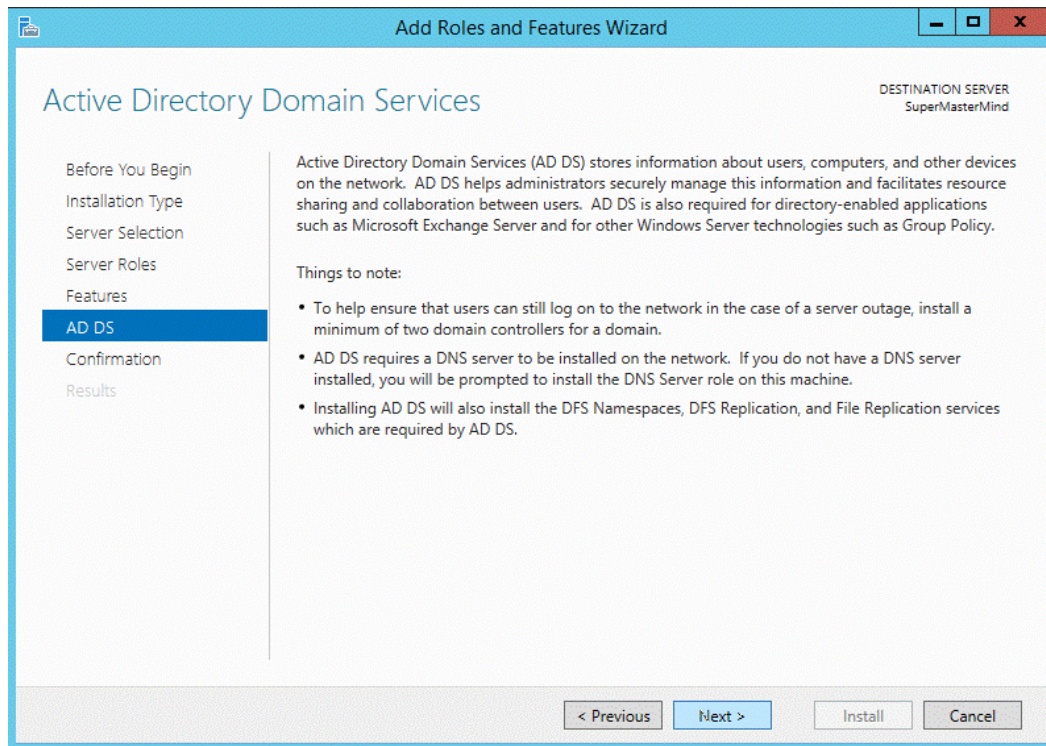 Add Roles and Features Wizard
Active Directory Domain Services
DESTINATION SERVER
SuperMasterMind
Before You Begin
Installation Type
Server Selection
Server Roles
Features
AD DS
Confirmation
Results
Active Directory Domain Services (AD DS) stores information about users, computers, and other devices
on the network. AD DS helps administrators securely manage this information and facilitates resource
sharing and collaboration between users. AD DS is also required for directory-enabled applications
such as Microsoft Exchange Server and for other Windows Server technologies such as Group Policy.
Things to note:
• To help ensure that users can still log on to the network in the case of a server outage, install a
minimum of two domain controllers for a domain.
• AD DS requires a DNS server to be installed on the network. If you do not have a DNS server
installed, you will be prompted to install the DNS Server role on this machine.
• Installing AD DS will also install the DFS Namespaces, DFS Replication, and File Replication services
which are required by AD DS.
< Previous
Next >
Install
Cancel